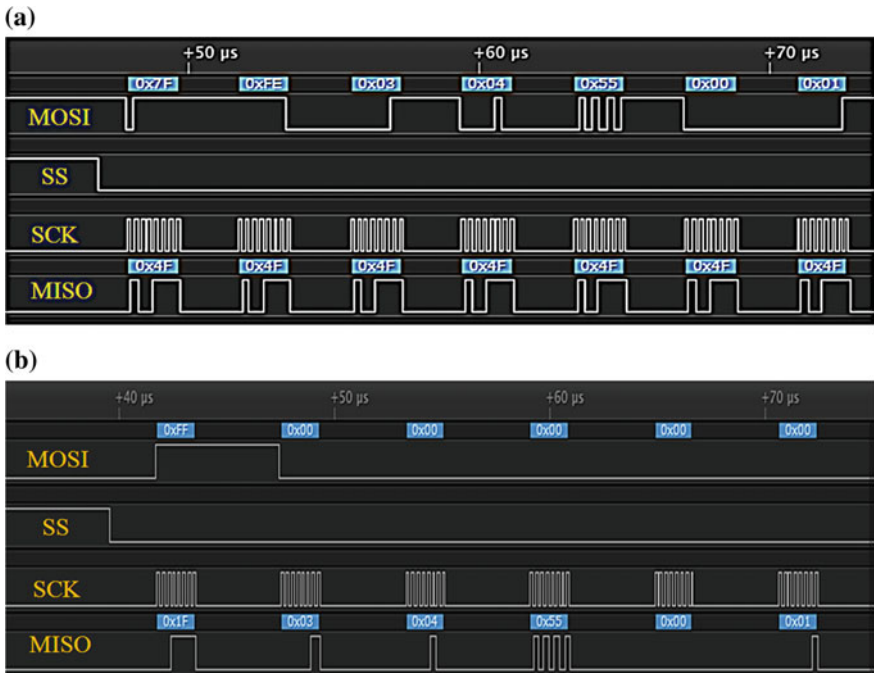 (a)
+50 µs +60 µs +70 µs
0x7F 0xFE 0x03 0x04 0x55 0x00 0x01
MOSI
SS
SCK
0x4F 0x4F 0x4F 0x4F 0x4F 0x4F 0x4F
MISO
(b)
+40 µs +50 µs +60 µs +70 µs
0xFF 0x00 0x00 0x00 0x00 0x00
MOSI
SS
SCK
0x1F 0x03 0x04 0x55 0x00 0x01
MISO